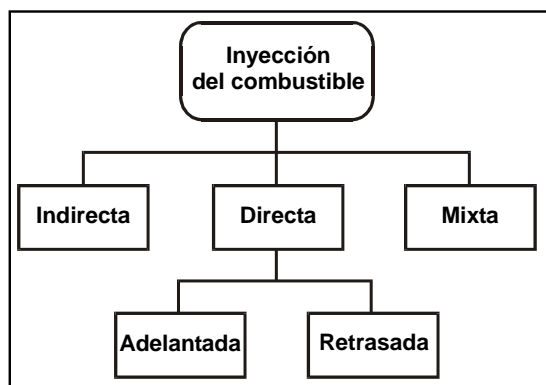 Inyección
del combustible
Indirecta
Directa
Mixta
Adelantada
Retrasada